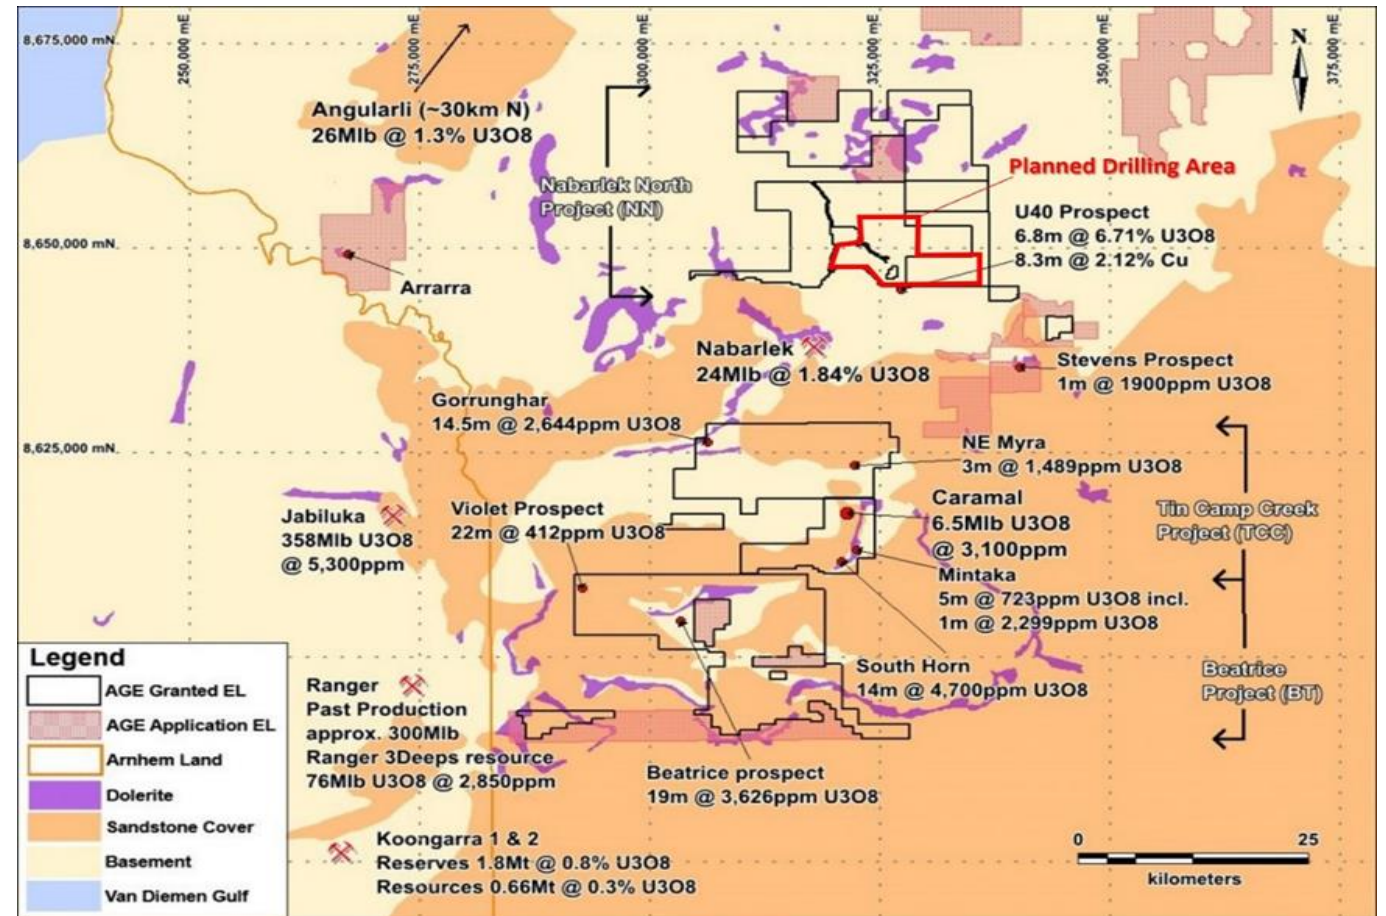 8,675,000 mN
250,000 mE
275,000 mE
300,000 mE
325,000 mE
350,000 mE
375,000 mE
N
Angularli (~30km N)
26Mlb @ 1.3% U3O8
Nabarlek North
Project (NN)
Planned Drilling Area
U40 Prospect
6.8m @ 6.71% U3O8
8.3m @ 2.12% Cu
8,650,000 mN
Arrarra
Nabarlek
24Mlb @ 1.84% U3O8
Stevens Prospect
1m @ 1900ppm U3O8
Gorrunghar
14.5m @ 2,644ppm U3O8
8,625,000 mN
NE Myra
3m @ 1,489ppm U3O8
Jabiluka
358Mlb U3O8
@ 5,300ppm
Violet Prospect
22m @ 412ppm U3O8
Caramal
6.5Mlb U3O8
@ 3,100ppm
Tin Camp Creek
Project (TCC)
Mintaka
5m @ 723ppm U3O8 incl.
1m @ 2,299ppm U3O8
South Horn
14m @ 4,700ppm U3O8
Beatrice
Project (BT)
Ranger
Past Production
approx. 300Mlb
Ranger 3Deeps resource
76Mlb U3O8 @ 2,850ppm
Beatrice prospect
19m @ 3,626ppm U3O8
Koongarra 1 & 2
Reserves 1.8Mt @ 0.8% U3O8
Resources 0.66Mt @ 0.3% U3O8
Legend
AGE Granted EL
AGE Application EL
Arnhem Land
Dolerite
Sandstone Cover
Basement
Van Diemen Gulf
0 25
kilometers